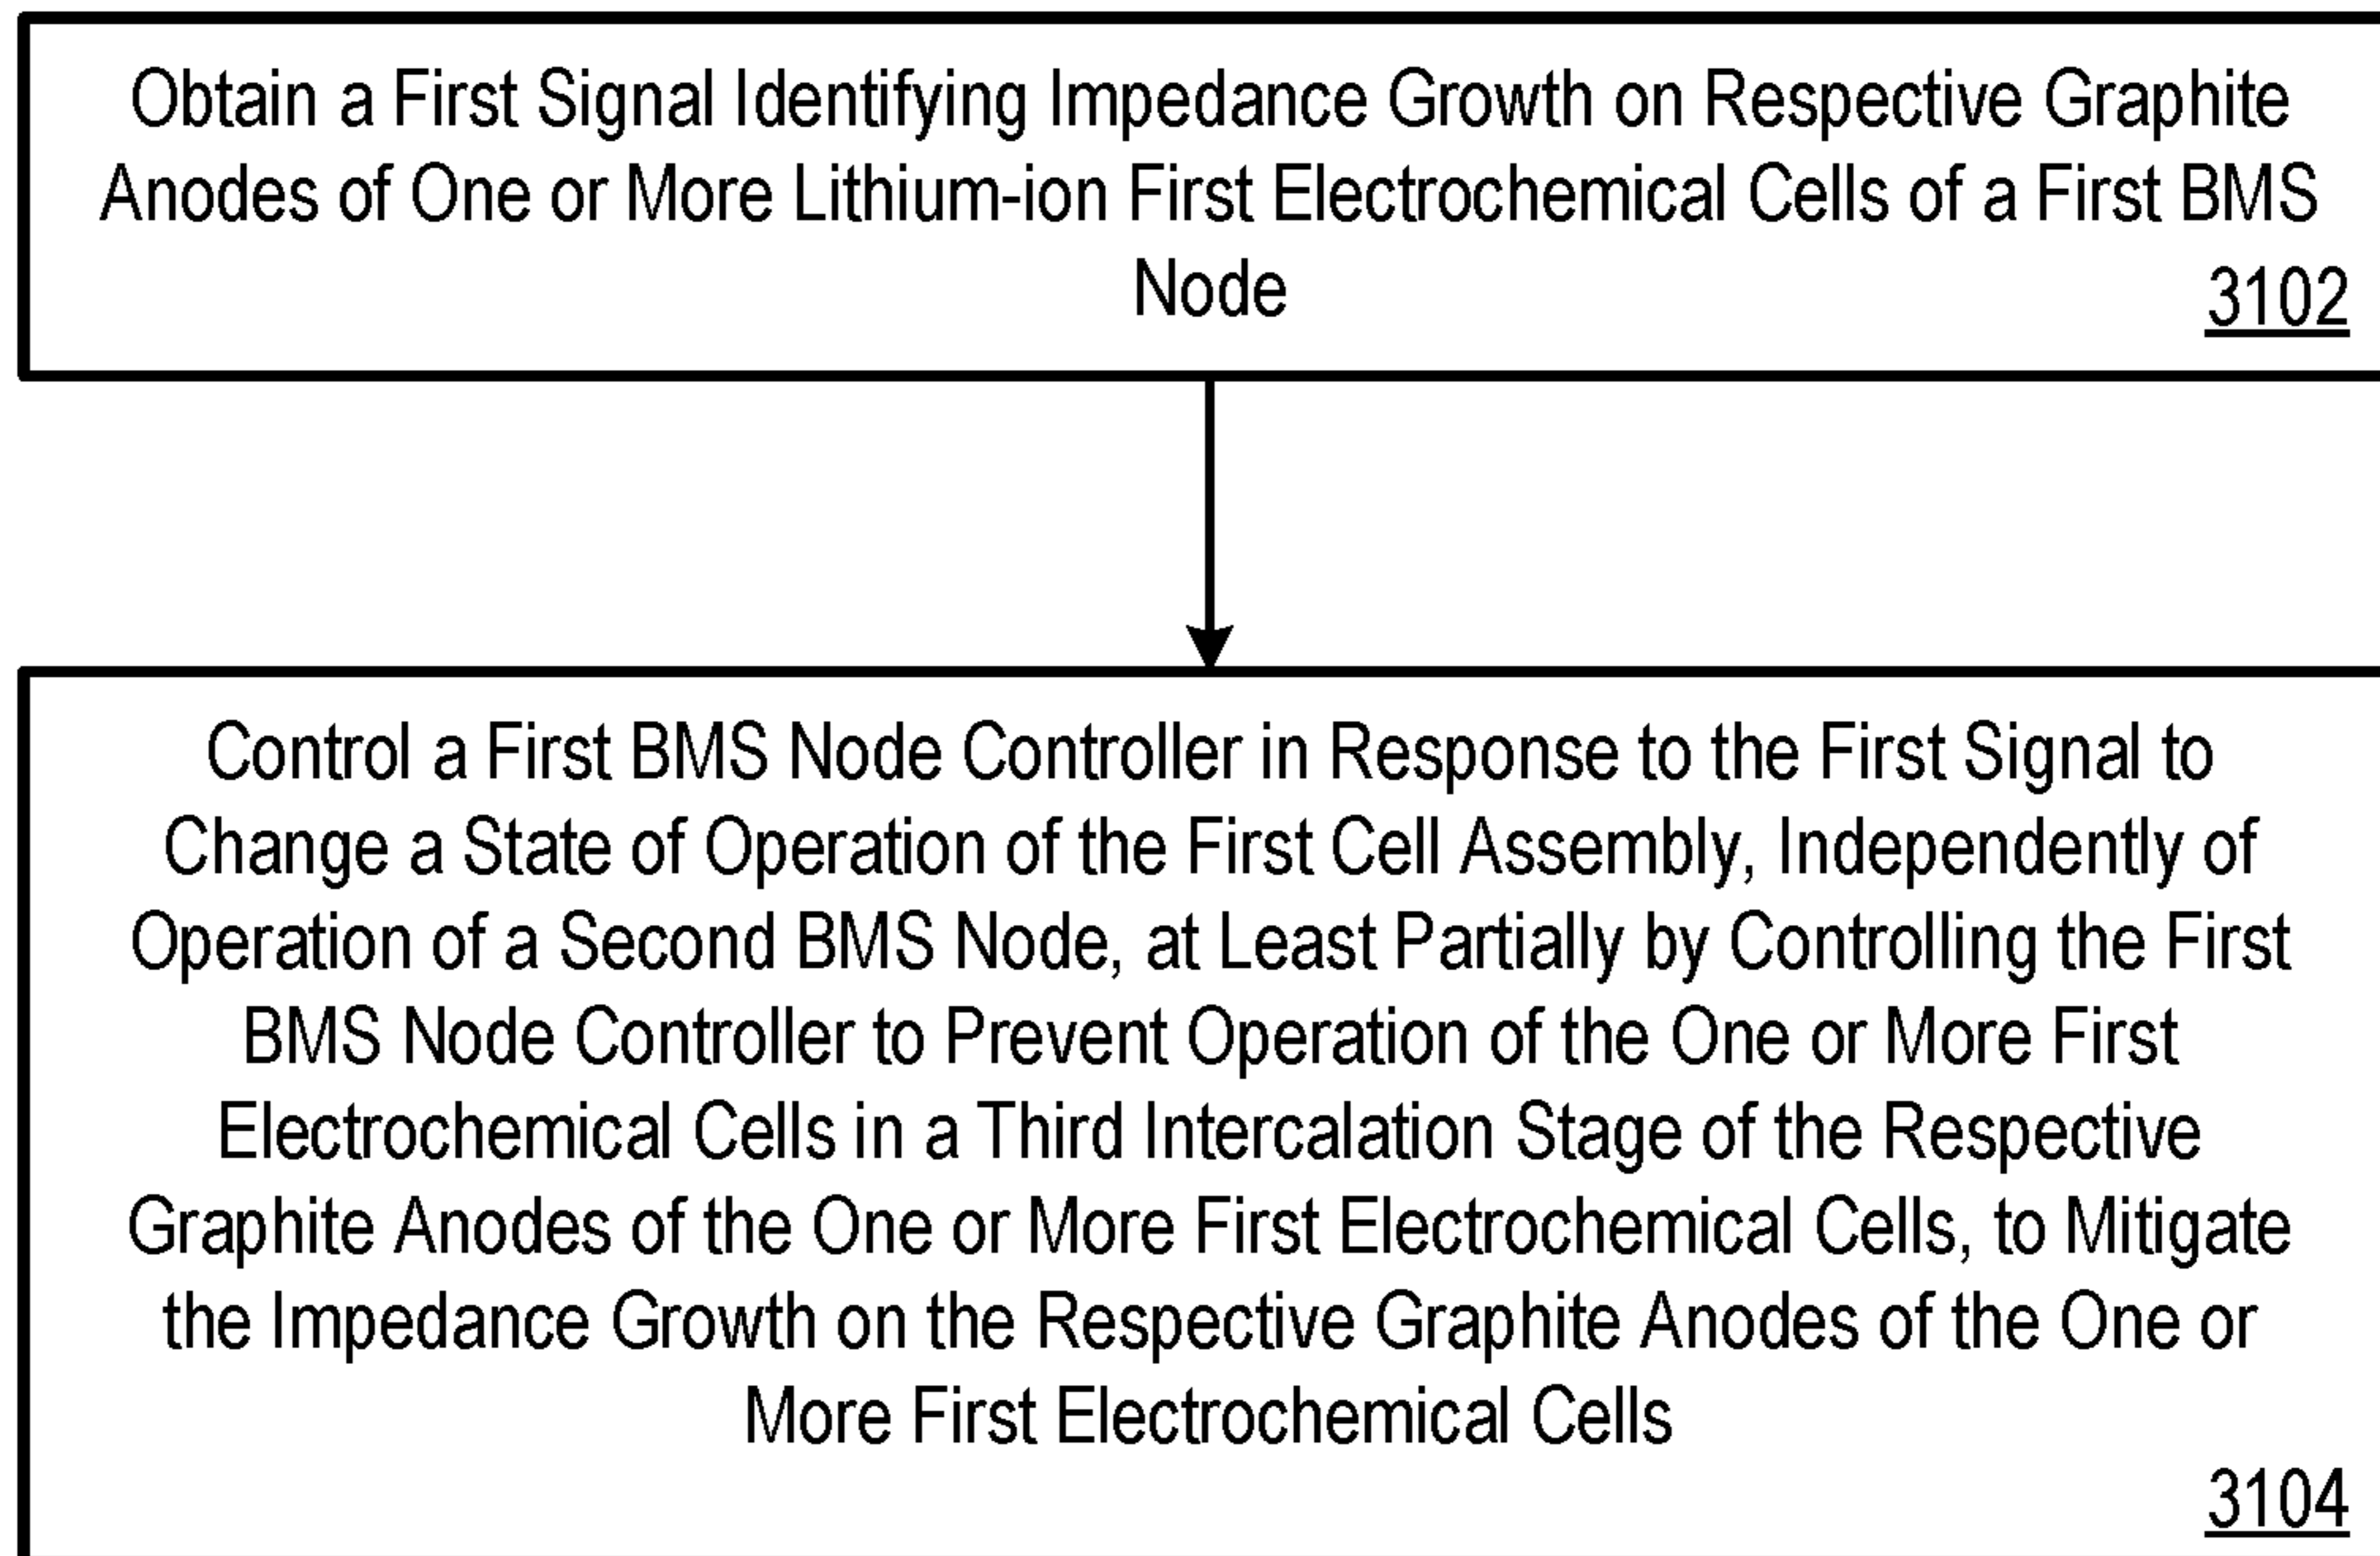 Obtain a First Signal Identifying Impedance Growth on Respective Graphite
Anodes of One or More Lithium-ion First Electrochemical Cells of a First BMS
Node
3102
Control a First BMS Node Controller in Response to the First Signal to
Change a State of Operation of the First Cell Assembly, Independently of
Operation of a Second BMS Node, at Least Partially by Controlling the First
BMS Node Controller to Prevent Operation of the One or More First
Electrochemical Cells in a Third Intercalation Stage of the Respective
Graphite Anodes of the One or More First Electrochemical Cells, to Mitigate
the Impedance Growth on the Respective Graphite Anodes of the One or
More First Electrochemical Cells
3104